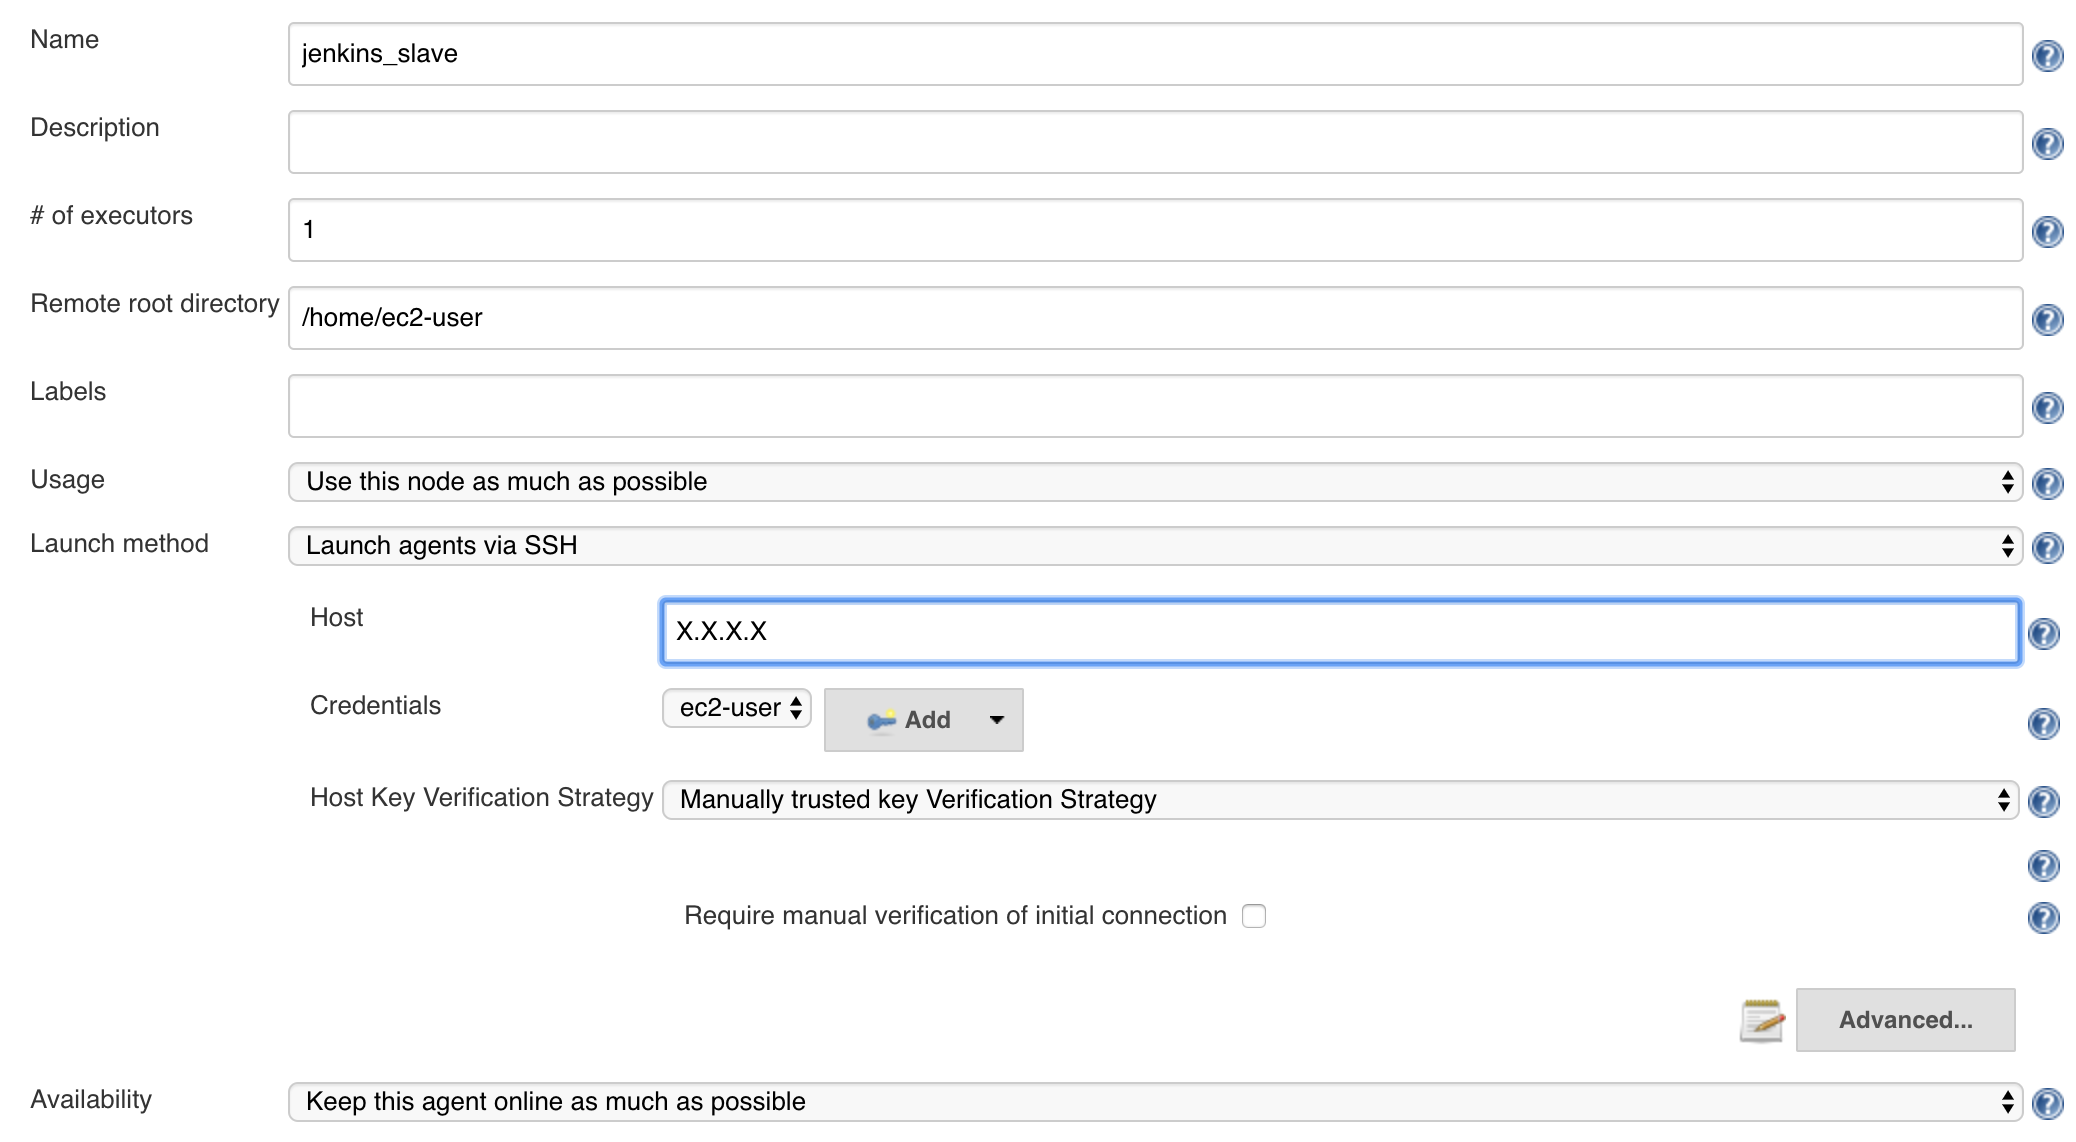 Name
jenkins_slave
Description
# of executors
1
Remote root directory
/home/ec2-user
Labels
Usage
Use this node as much as possible
Launch method
Launch agents via SSH
Host
X.X.X.X
Credentials
ec2-user
Add
Host Key Verification Strategy
Manually trusted key Verification Strategy
Require manual verification of initial connection
Advanced...
Availability
Keep this agent online as much as possible